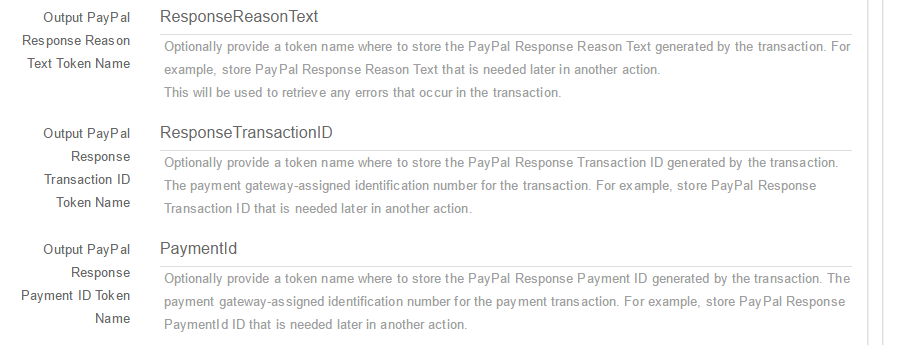 Output PayPal
Response Reason
Text Token Name
ResponseReasonText
Optionally provide a token name where to store the PayPal Response Reason Text generated by the transaction. For
example, store PayPal Response Reason Text that is needed later in another action.
This will be used to retrieve any errors that occur in the transaction.
Output PayPal
Response
Transaction ID
Token Name
ResponseTransactionID
Optionally provide a token name where to store the PayPal Response Transaction ID generated by the transaction.
The payment gateway-assigned identification number for the transaction. For example, store PayPal Response
Transaction ID that is needed later in another action.
Output PayPal
Response
Payment ID Token
Name
PaymentId
Optionally provide a token name where to store the PayPal Response Payment ID generated by the transaction. The
payment gateway-assigned identification number for the payment transaction. For example, store PayPal Response
PaymentId ID that is needed later in another action.